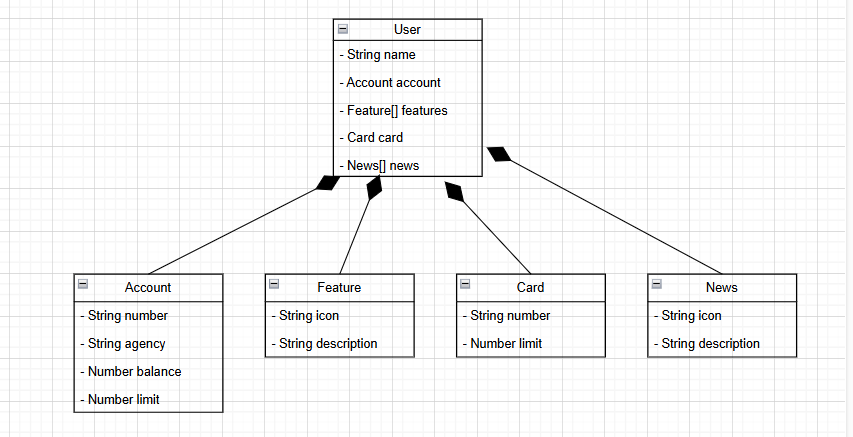 User
- String name
- Account account
- Feature[] features
- Card card
- News[] news
Account
- String number
- String agency
- Number balance
- Number limit
Feature
- String icon
- String description
Card
- String number
- Number limit
News
- String icon
- String description